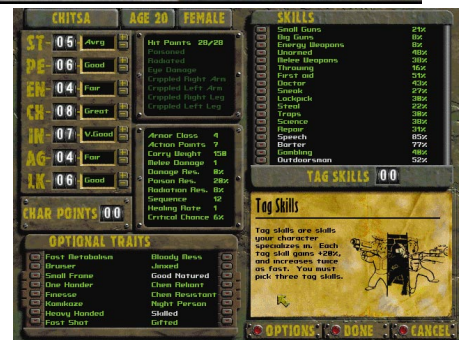 CHITSA
AGE 20
FEMALE
ST- 05 Avrg
PE- 06 Good
EN- 04 Fair
CH- 08 Great
IN- 07 V.Good
AG- 04 Fair
LK- 06 Good
CHAR POINTS 00
Hit Points 28/28
Poisoned
Radiated
Eye Damage
Crippled Right Arm
Crippled Left Arm
Crippled Right Leg
Crippled Left Leg
Armor Class 4
Action Points 7
Carry Weight 150
Melee Damage 1
Damage Res. 0%
Poison Res. 20%
Radiation Res. 8%
Sequence 12
Healing Rate 1
Critical Chance 6%
OPTIONAL TRAITS
Fast Metabolism
Bruiser
Small Frame
One Hander
Finesse
Kamikaze
Heavy Handed
Fast Shot
Bloody Mess
Jinxed
Good Natured
Chem Reliant
Chem Resistant
Night Person
Skilled
Gifted
SKILLS
Small Guns 21%
Big Guns 8%
Energy Weapons 8%
Unarmed 48%
Melee Weapons 38%
Throwing 16%
First aid 51%
Doctor 43%
Sneak 27%
Lockpick 30%
Steal 22%
Traps 30%
Science 38%
Repair 31%
Speech 85%
Barter 77%
Gambling 40%
Outdoorsman 52%
TAG SKILLS 00
Tag Skills
Tag skills are skills
your character
specializes in. Each
tag skill gains +20%,
and increases twice
as fast. You must
pick three tag skills.
OPTIONS
DONE
CANCEL